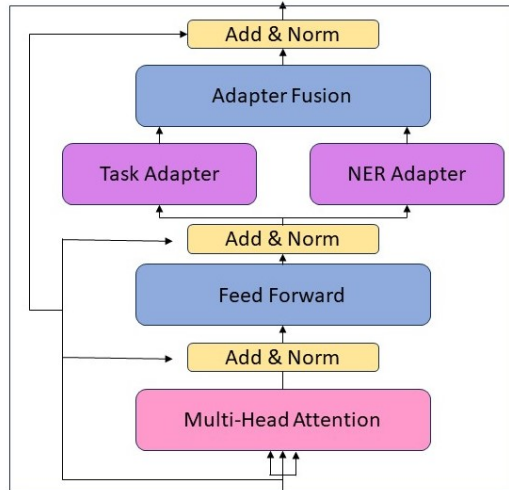 Add & Norm
Adapter Fusion
Task Adapter
NER Adapter
Add & Norm
Feed Forward
Add & Norm
Multi-Head Attention